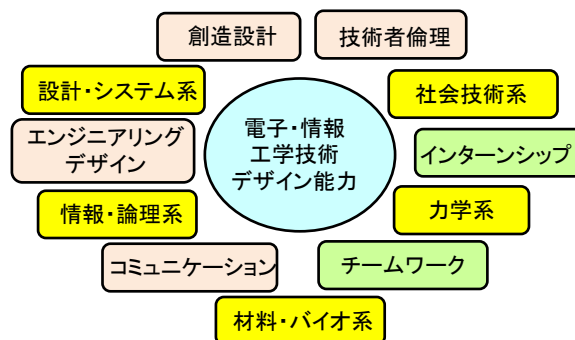 創造設計
技術者倫理
設計・システム系
社会技術系
電子・情報
工学技術
デザイン能力
エンジニアリング
デザイン
インターンシップ
情報・論理系
力学系
コミュニケーション
チームワーク
材料・バイオ系